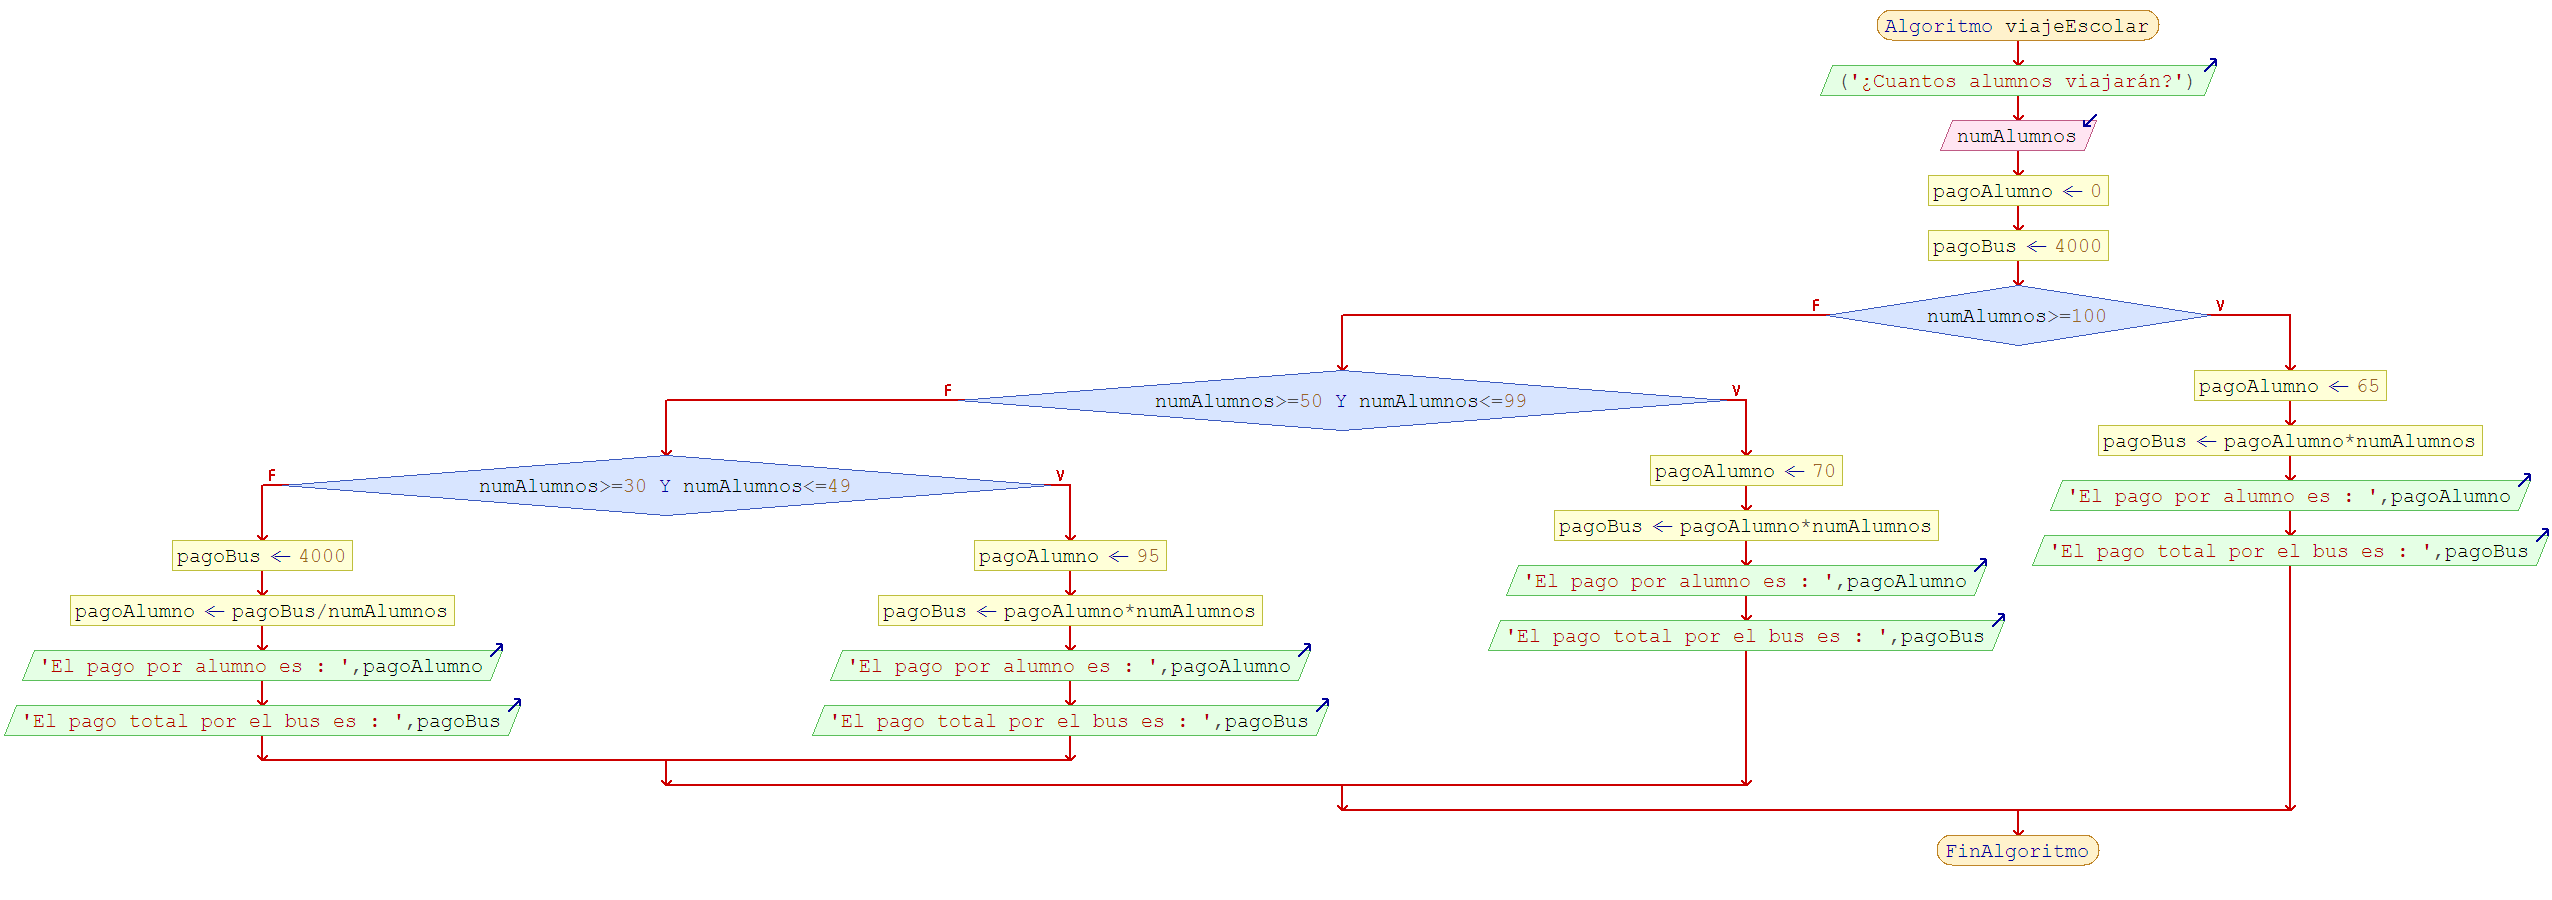 Algoritmo viajeEscolar
('¿Cuantos alumnos viajarán?')
numAlumnos
pagoAlumno ← 0
pagoBus ← 4000
numAlumnos>=100
F
V
numAlumnos>=50 Y numAlumnos<=99
F
V
numAlumnos>=30 Y numAlumnos<=49
F
V
pagoBus ← 4000
pagoAlumno ← pagoBus/numAlumnos
'El pago por alumno es : ',pagoAlumno
'El pago total por el bus es : ',pagoBus
pagoAlumno ← 95
pagoBus ← pagoAlumno*numAlumnos
'El pago por alumno es : ',pagoAlumno
'El pago total por el bus es : ',pagoBus
pagoAlumno ← 70
pagoBus ← pagoAlumno*numAlumnos
'El pago por alumno es : ',pagoAlumno
'El pago total por el bus es : ',pagoBus
pagoAlumno ← 65
pagoBus ← pagoAlumno*numAlumnos
'El pago por alumno es : ',pagoAlumno
'El pago total por el bus es : ',pagoBus
FinAlgoritmo